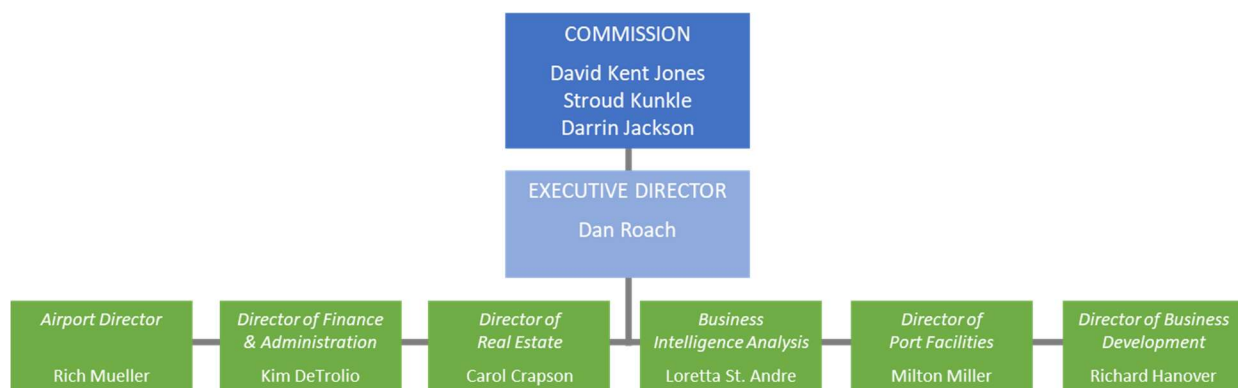 COMMISSION
David Kent Jones
Stroud Kunkle
Darrin Jackson
EXECUTIVE DIRECTOR
Dan Roach
Airport Director
Rich Mueller
Director of Finance
& Administration
Kim DeTrolio
Director of
Real Estate
Carol Crapson
Business
Intelligence Analysis
Loretta St. Andre
Director of
Port Facilities
Milton Miller
Director of Business
Development
Richard Hanover